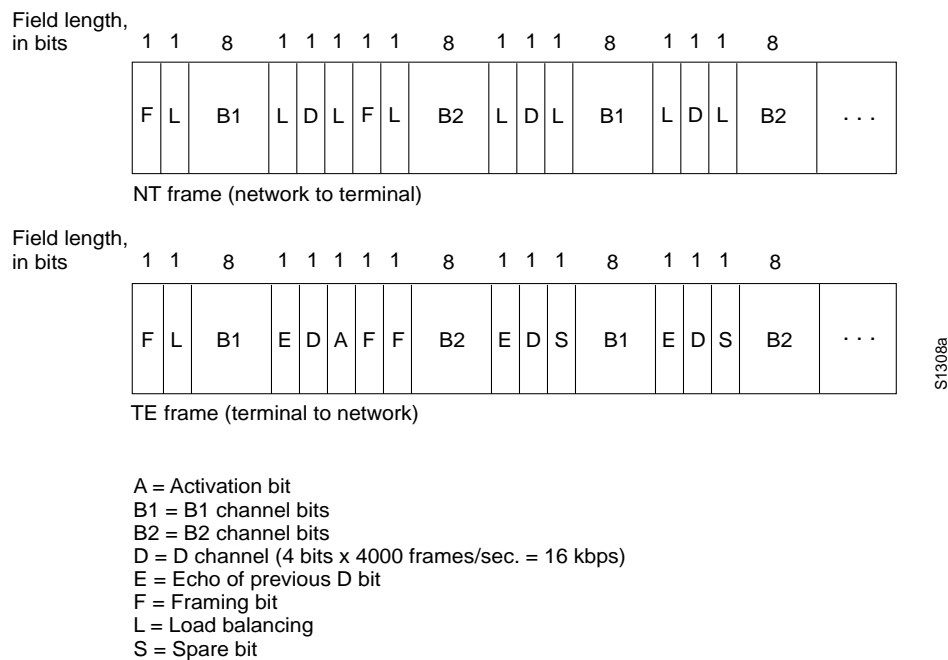 Field length,
in bits 1 1 8 1 1 1 1 1 8 1 1 1 8 1 1 1 8
F L B1 L D L F L B2 L D L B1 L D L B2 . . .
NT frame (network to terminal)
Field length,
in bits 1 1 8 1 1 1 1 1 8 1 1 1 8 1 1 1 8
F L B1 E D A F F B2 E D S B1 E D S B2 . . .
S1308a
TE frame (terminal to network)
A = Activation bit
B1 = B1 channel bits
B2 = B2 channel bits
D = D channel (4 bits x 4000 frames/sec. = 16 kbps)
E = Echo of previous D bit
F = Framing bit
L = Load balancing
S = Spare bit